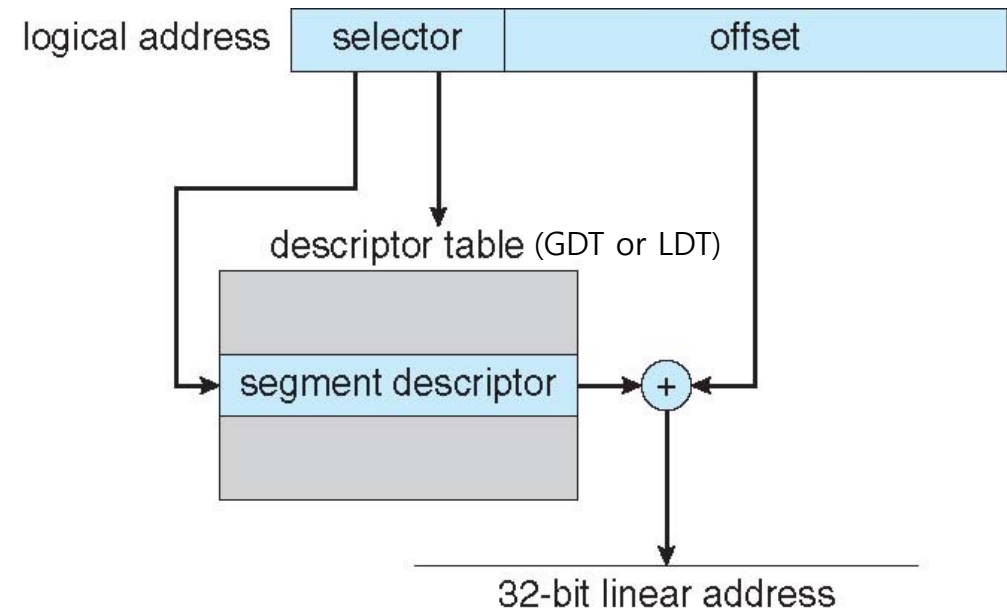 logical address selector offset
descriptor table (GDT or LDT)
segment descriptor +
32-bit linear address